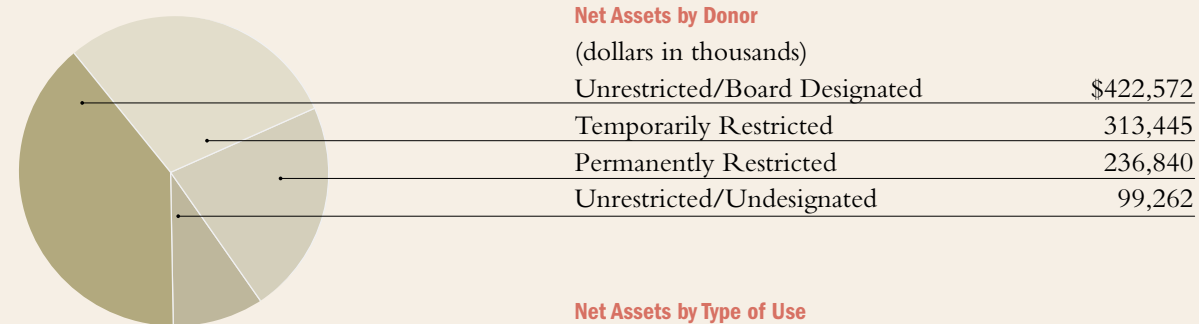 Net Assets by Donor
(dollars in thousands)
Unrestricted/Board Designated $422,572
Temporarily Restricted 313,445
Permanently Restricted 236,840
Unrestricted/Undesignated 99,262
Net Assets by Type of Use